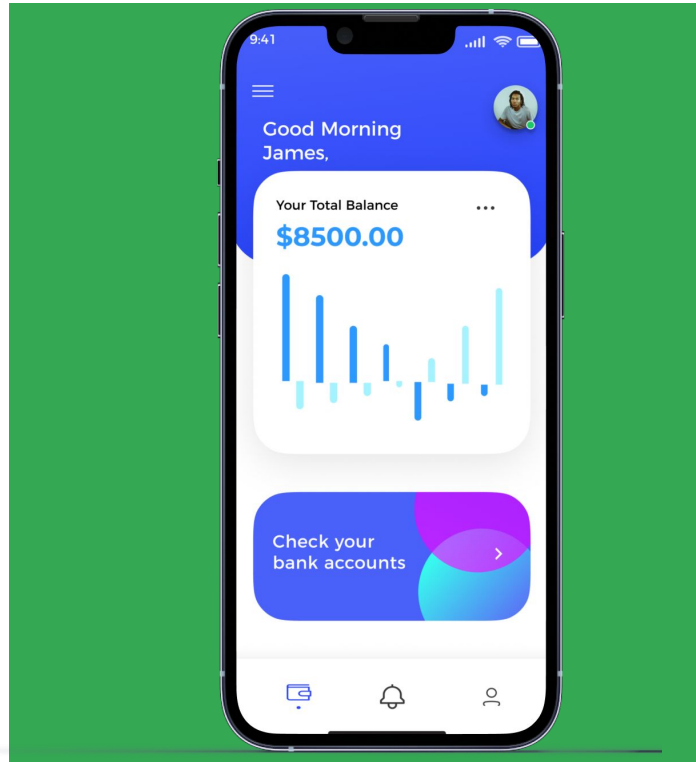 9:41
Good Morning
James,
Your Total Balance
$8500.00
Check your
bank accounts